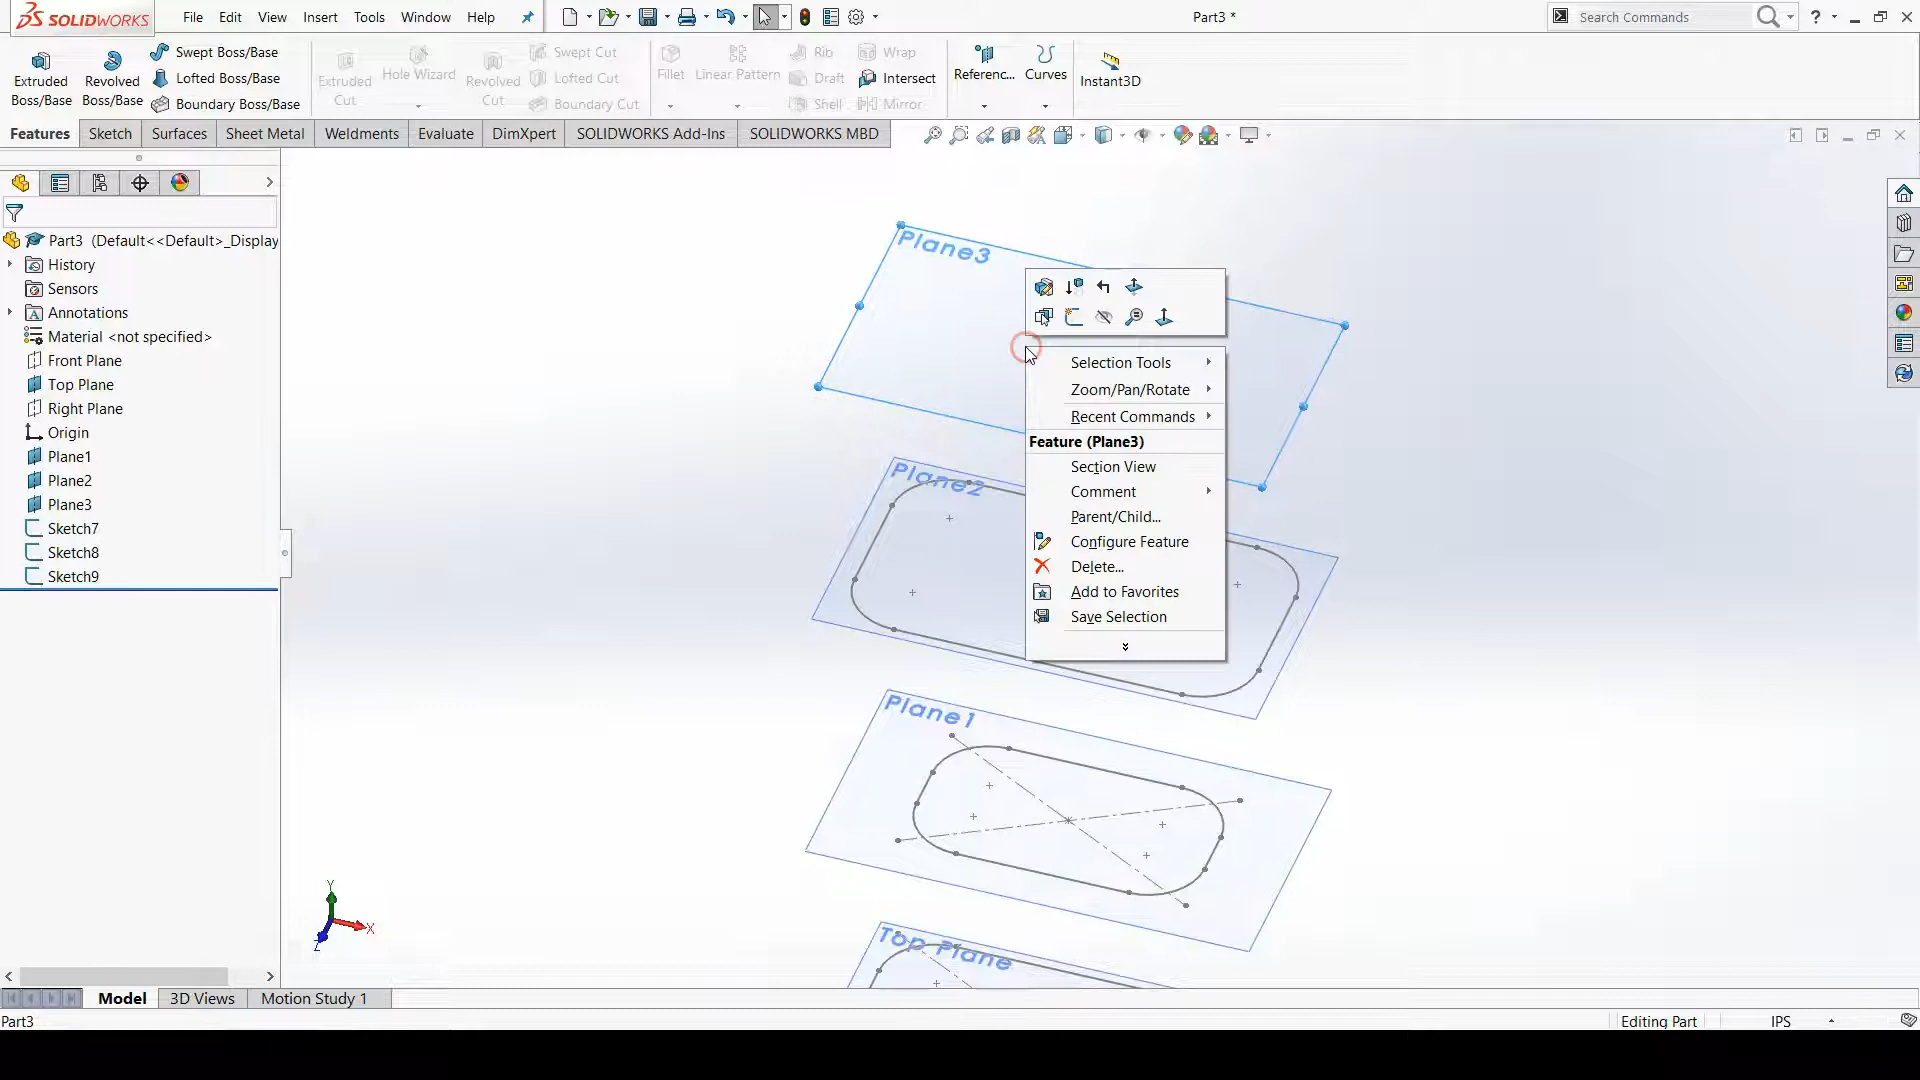 SOLIDWORKS File Edit View Insert Tools Window Help Part3 * Search Commands
Extruded Boss/Base
Revolved Boss/Base
Swept Boss/Base
Lofted Boss/Base
Boundary Boss/Base
Extruded Cut
Hole Wizard
Revolved Cut
Swept Cut
Lofted Cut
Boundary Cut
Fillet
Linear Pattern
Rib
Draft
Shell
Wrap
Intersect
Mirror
Referenc...
Curves
Instant3D
Features Sketch Surfaces Sheet Metal Weldments Evaluate DimXpert SOLIDWORKS Add-Ins SOLIDWORKS MBD
Part3 (Default<<Default>_Display
History
Sensors
Annotations
Material <not specified>
Front Plane
Top Plane
Right Plane
Origin
Plane1
Plane2
Plane3
Sketch7
Sketch8
Sketch9
Plane3
Selection Tools
Zoom/Pan/Rotate
Recent Commands
Feature (Plane3)
Section View
Comment
Parent/Child...
Configure Feature
Delete...
Add to Favorites
Save Selection
Plane2
Plane1
Top Plane
Y
X
Z
Model 3D Views Motion Study 1
Part3 Editing Part IPS